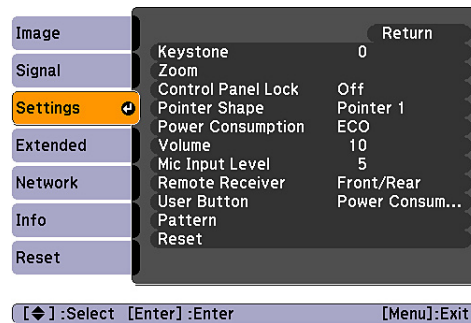 Image
Signal
Settings
Extended
Network
Info
Reset
Return
Keystone 0
Zoom
Control Panel Lock Off
Pointer Shape Pointer 1
Power Consumption ECO
Volume 10
Mic Input Level 5
Remote Receiver Front/Rear
User Button Power Consum...
Pattern
Reset
[◆] :Select [Enter] :Enter [Menu]:Exit